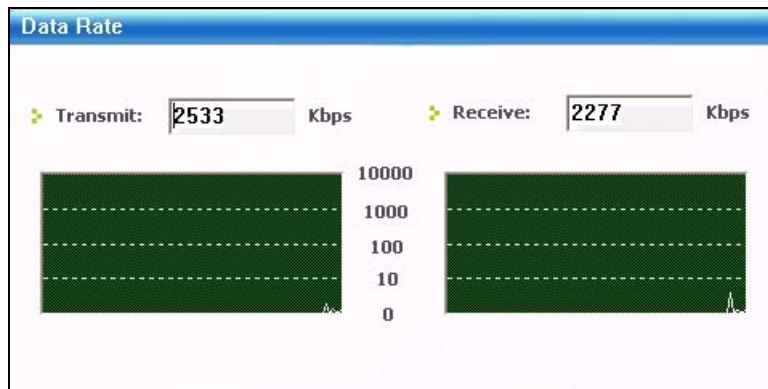 Data Rate
Transmit: 2533 Kbps
Receive: 2277 Kbps
10000
1000
100
10
0